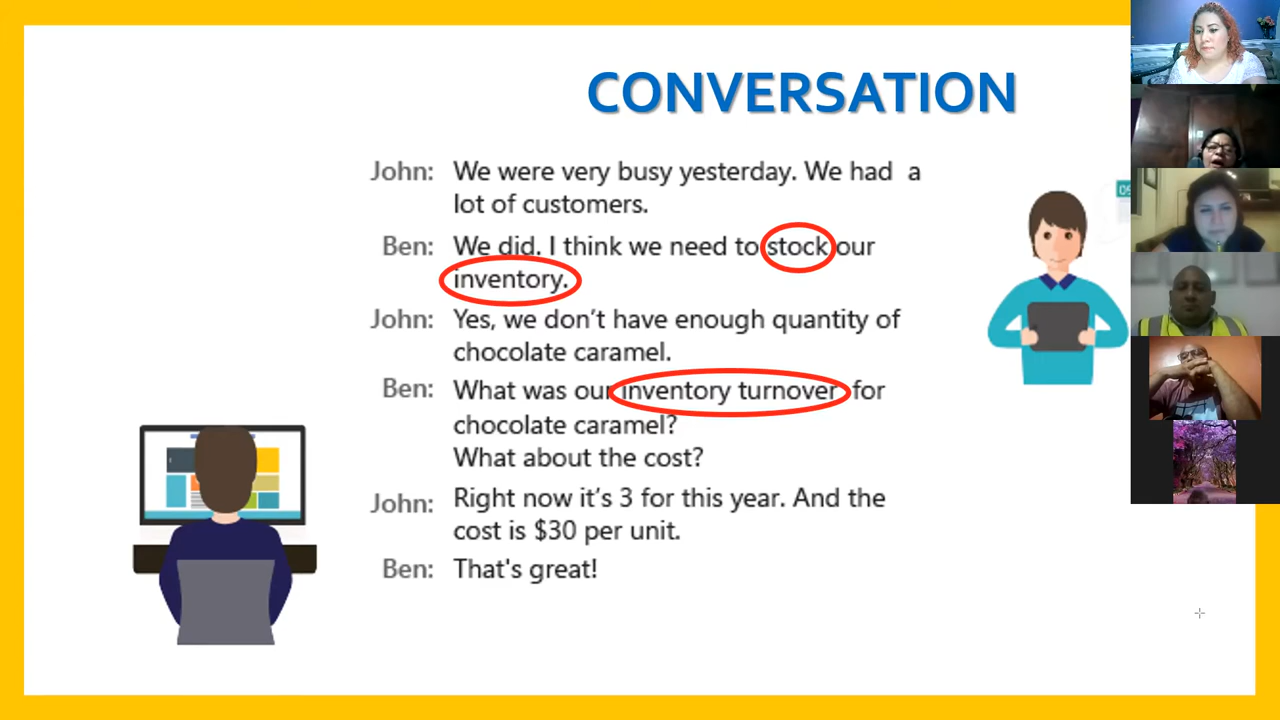 CONVERSATION
John: We were very busy yesterday. We had a
lot of customers.
Ben: We did. I think we need to stock our
inventory.
John: Yes, we don't have enough quantity of
chocolate caramel.
Ben: What was our inventory turnover for
chocolate caramel?
What about the cost?
John: Right now it's 3 for this year. And the
cost is $30 per unit.
Ben: That's great!